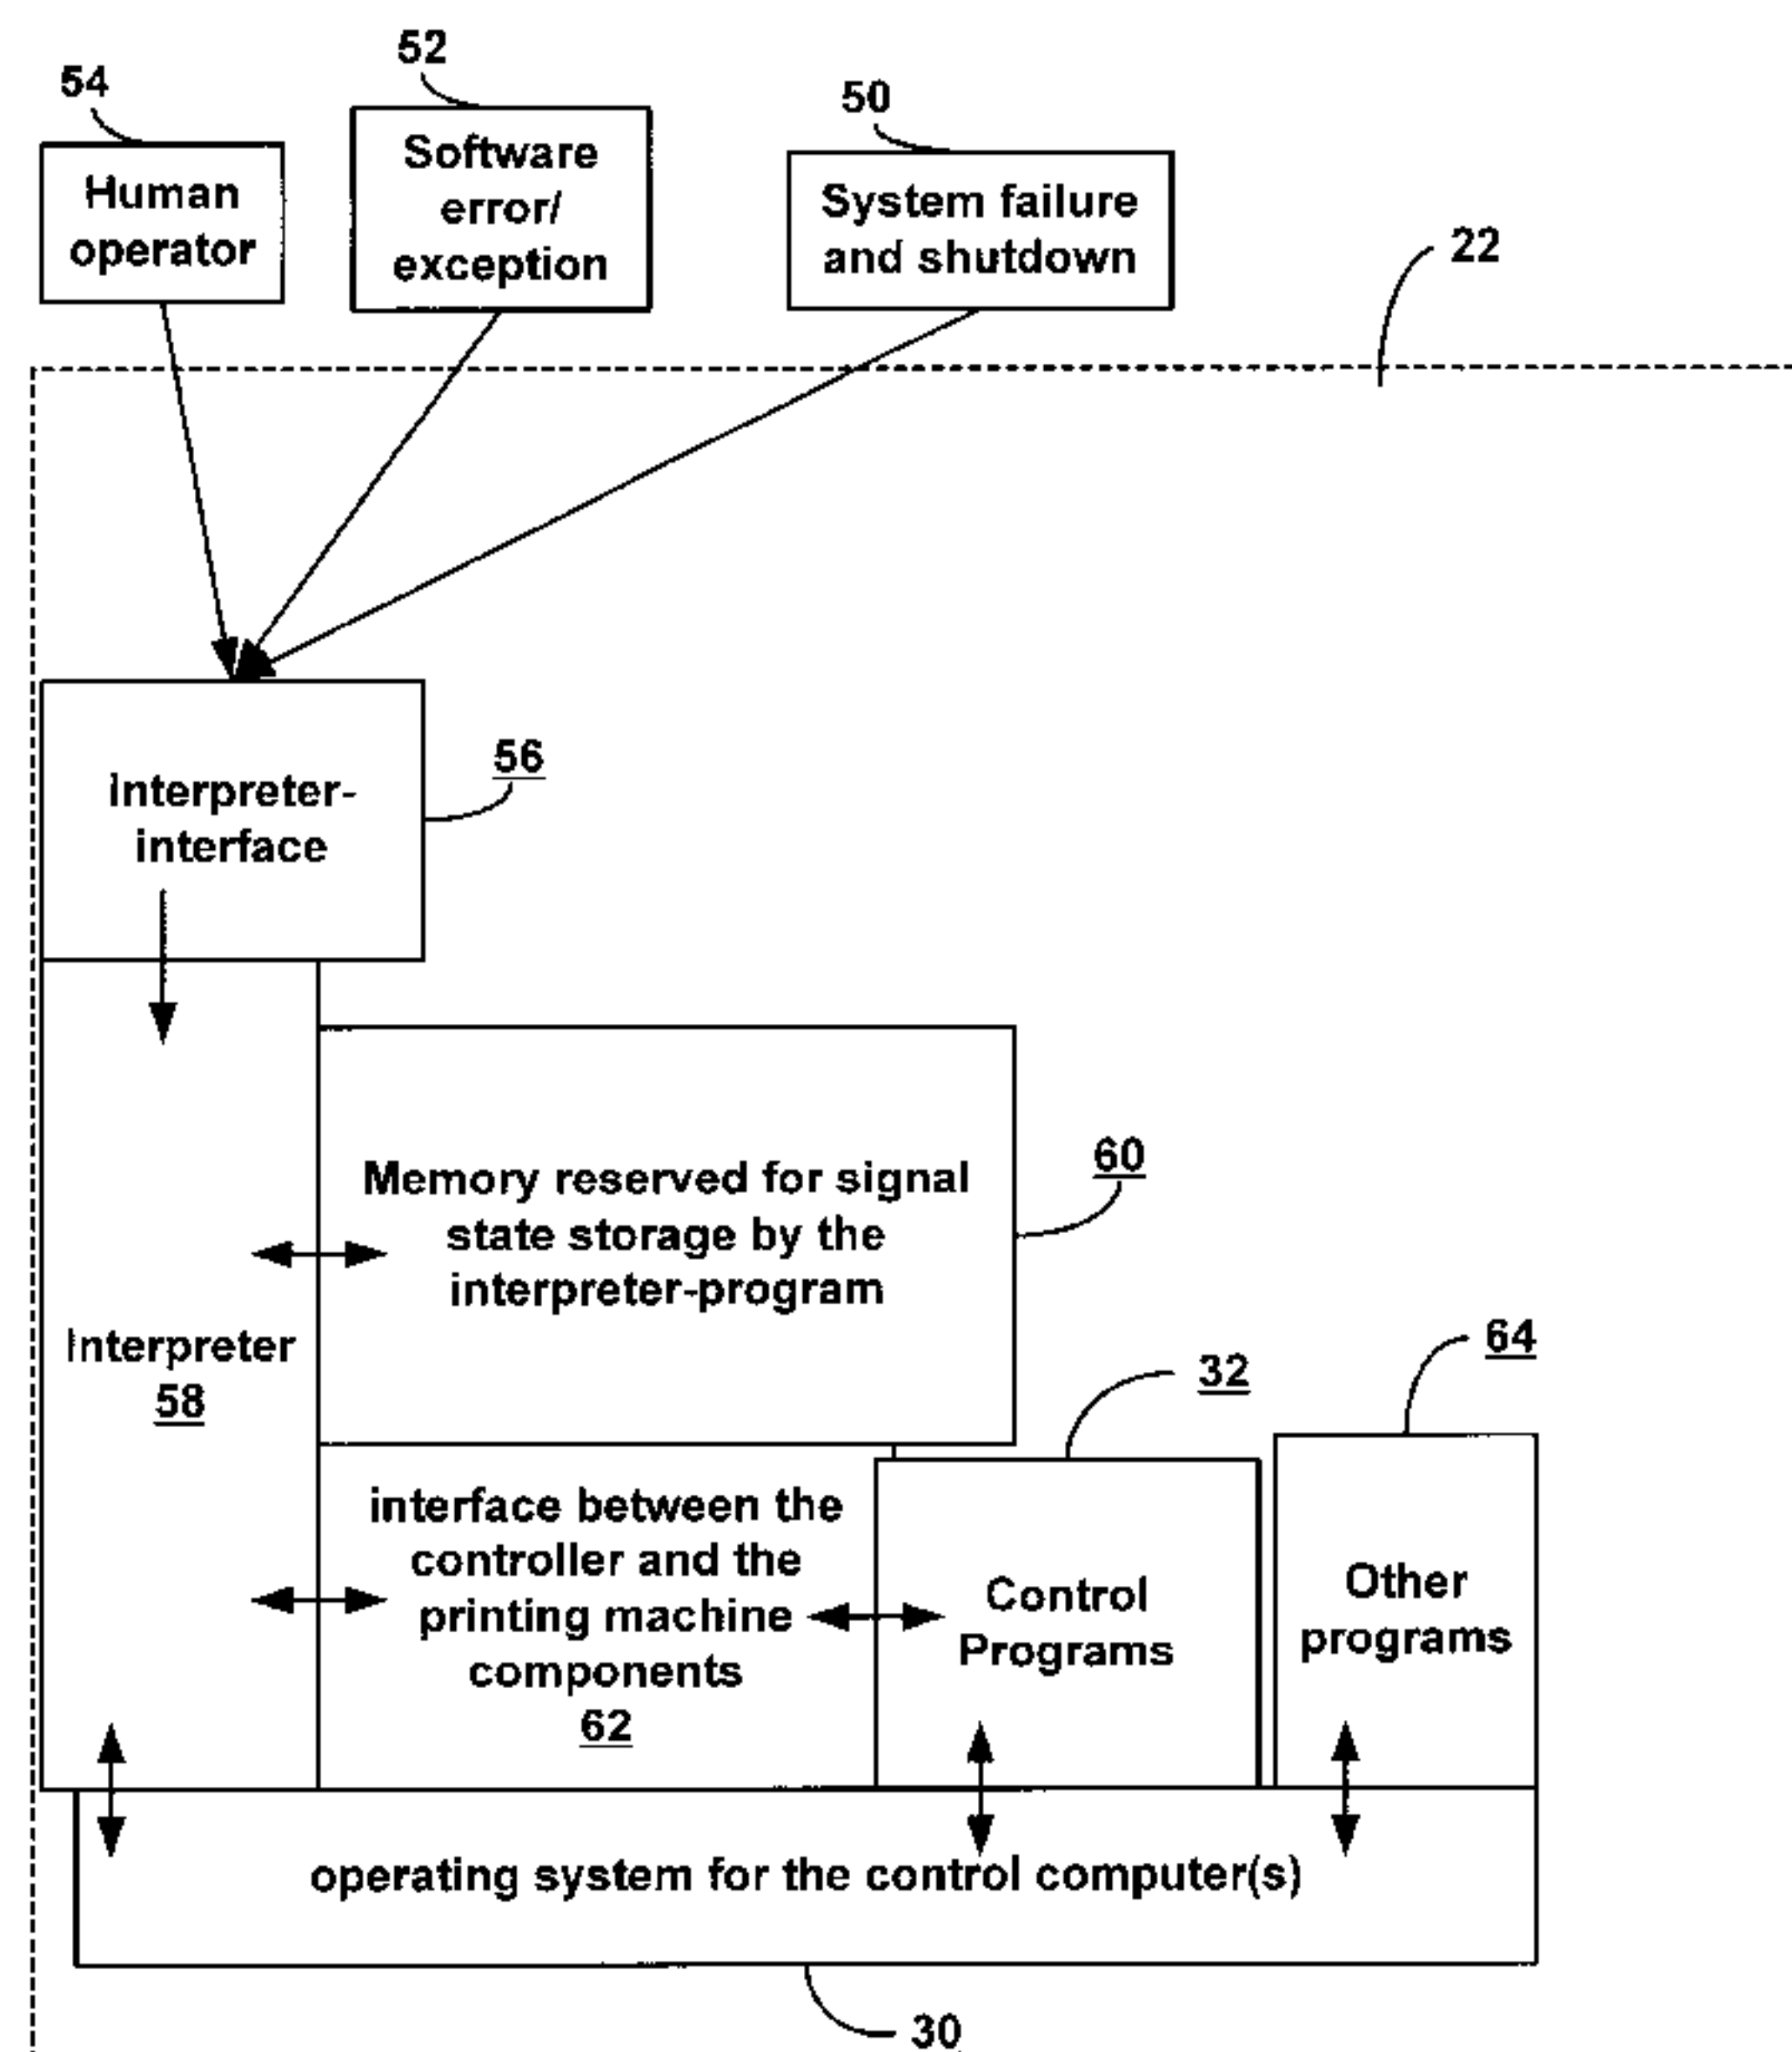 54
52
50
Human
operator
Software
error/
exception
System failure
and shutdown
22
Interpreter-
interface
56
Memory reserved for signal
state storage by the
interpreter-program
60
Interpreter
58
32
64
interface between the
controller and the
printing machine
components
62
Control
Programs
Other
programs
operating system for the control computer(s)
30